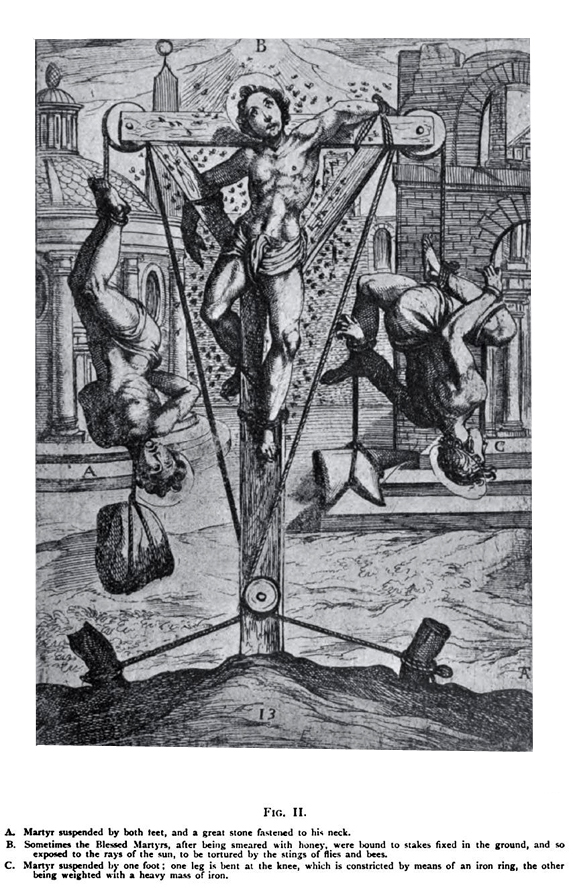 B
A
C
13
FIG. II.
A. Martyr suspended by both feet, and a great stone fastened to his neck.
B. Sometimes the Blessed Martyrs, after being smeared with honey, were bound to stakes fixed in the ground, and so
exposed to the rays of the sun, to be tortured by the stings of flies and bees.
C. Martyr suspended by one foot; one leg is bent at the knee, which is constricted by means of an iron ring, the other
being weighted with a heavy mass of iron.